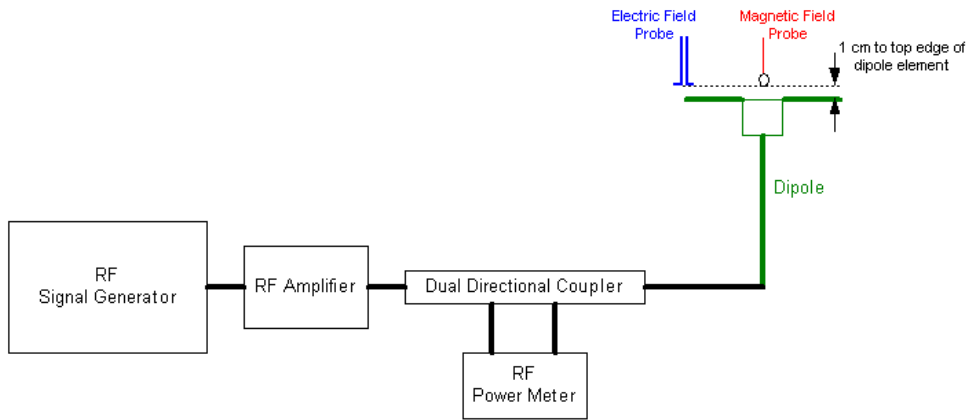 Electric Field
Probe
Magnetic Field
Probe
1 cm to top edge of
dipole element
Dipole
RF
Signal Generator
RF Amplifier
Dual Directional Coupler
RF
Power Meter